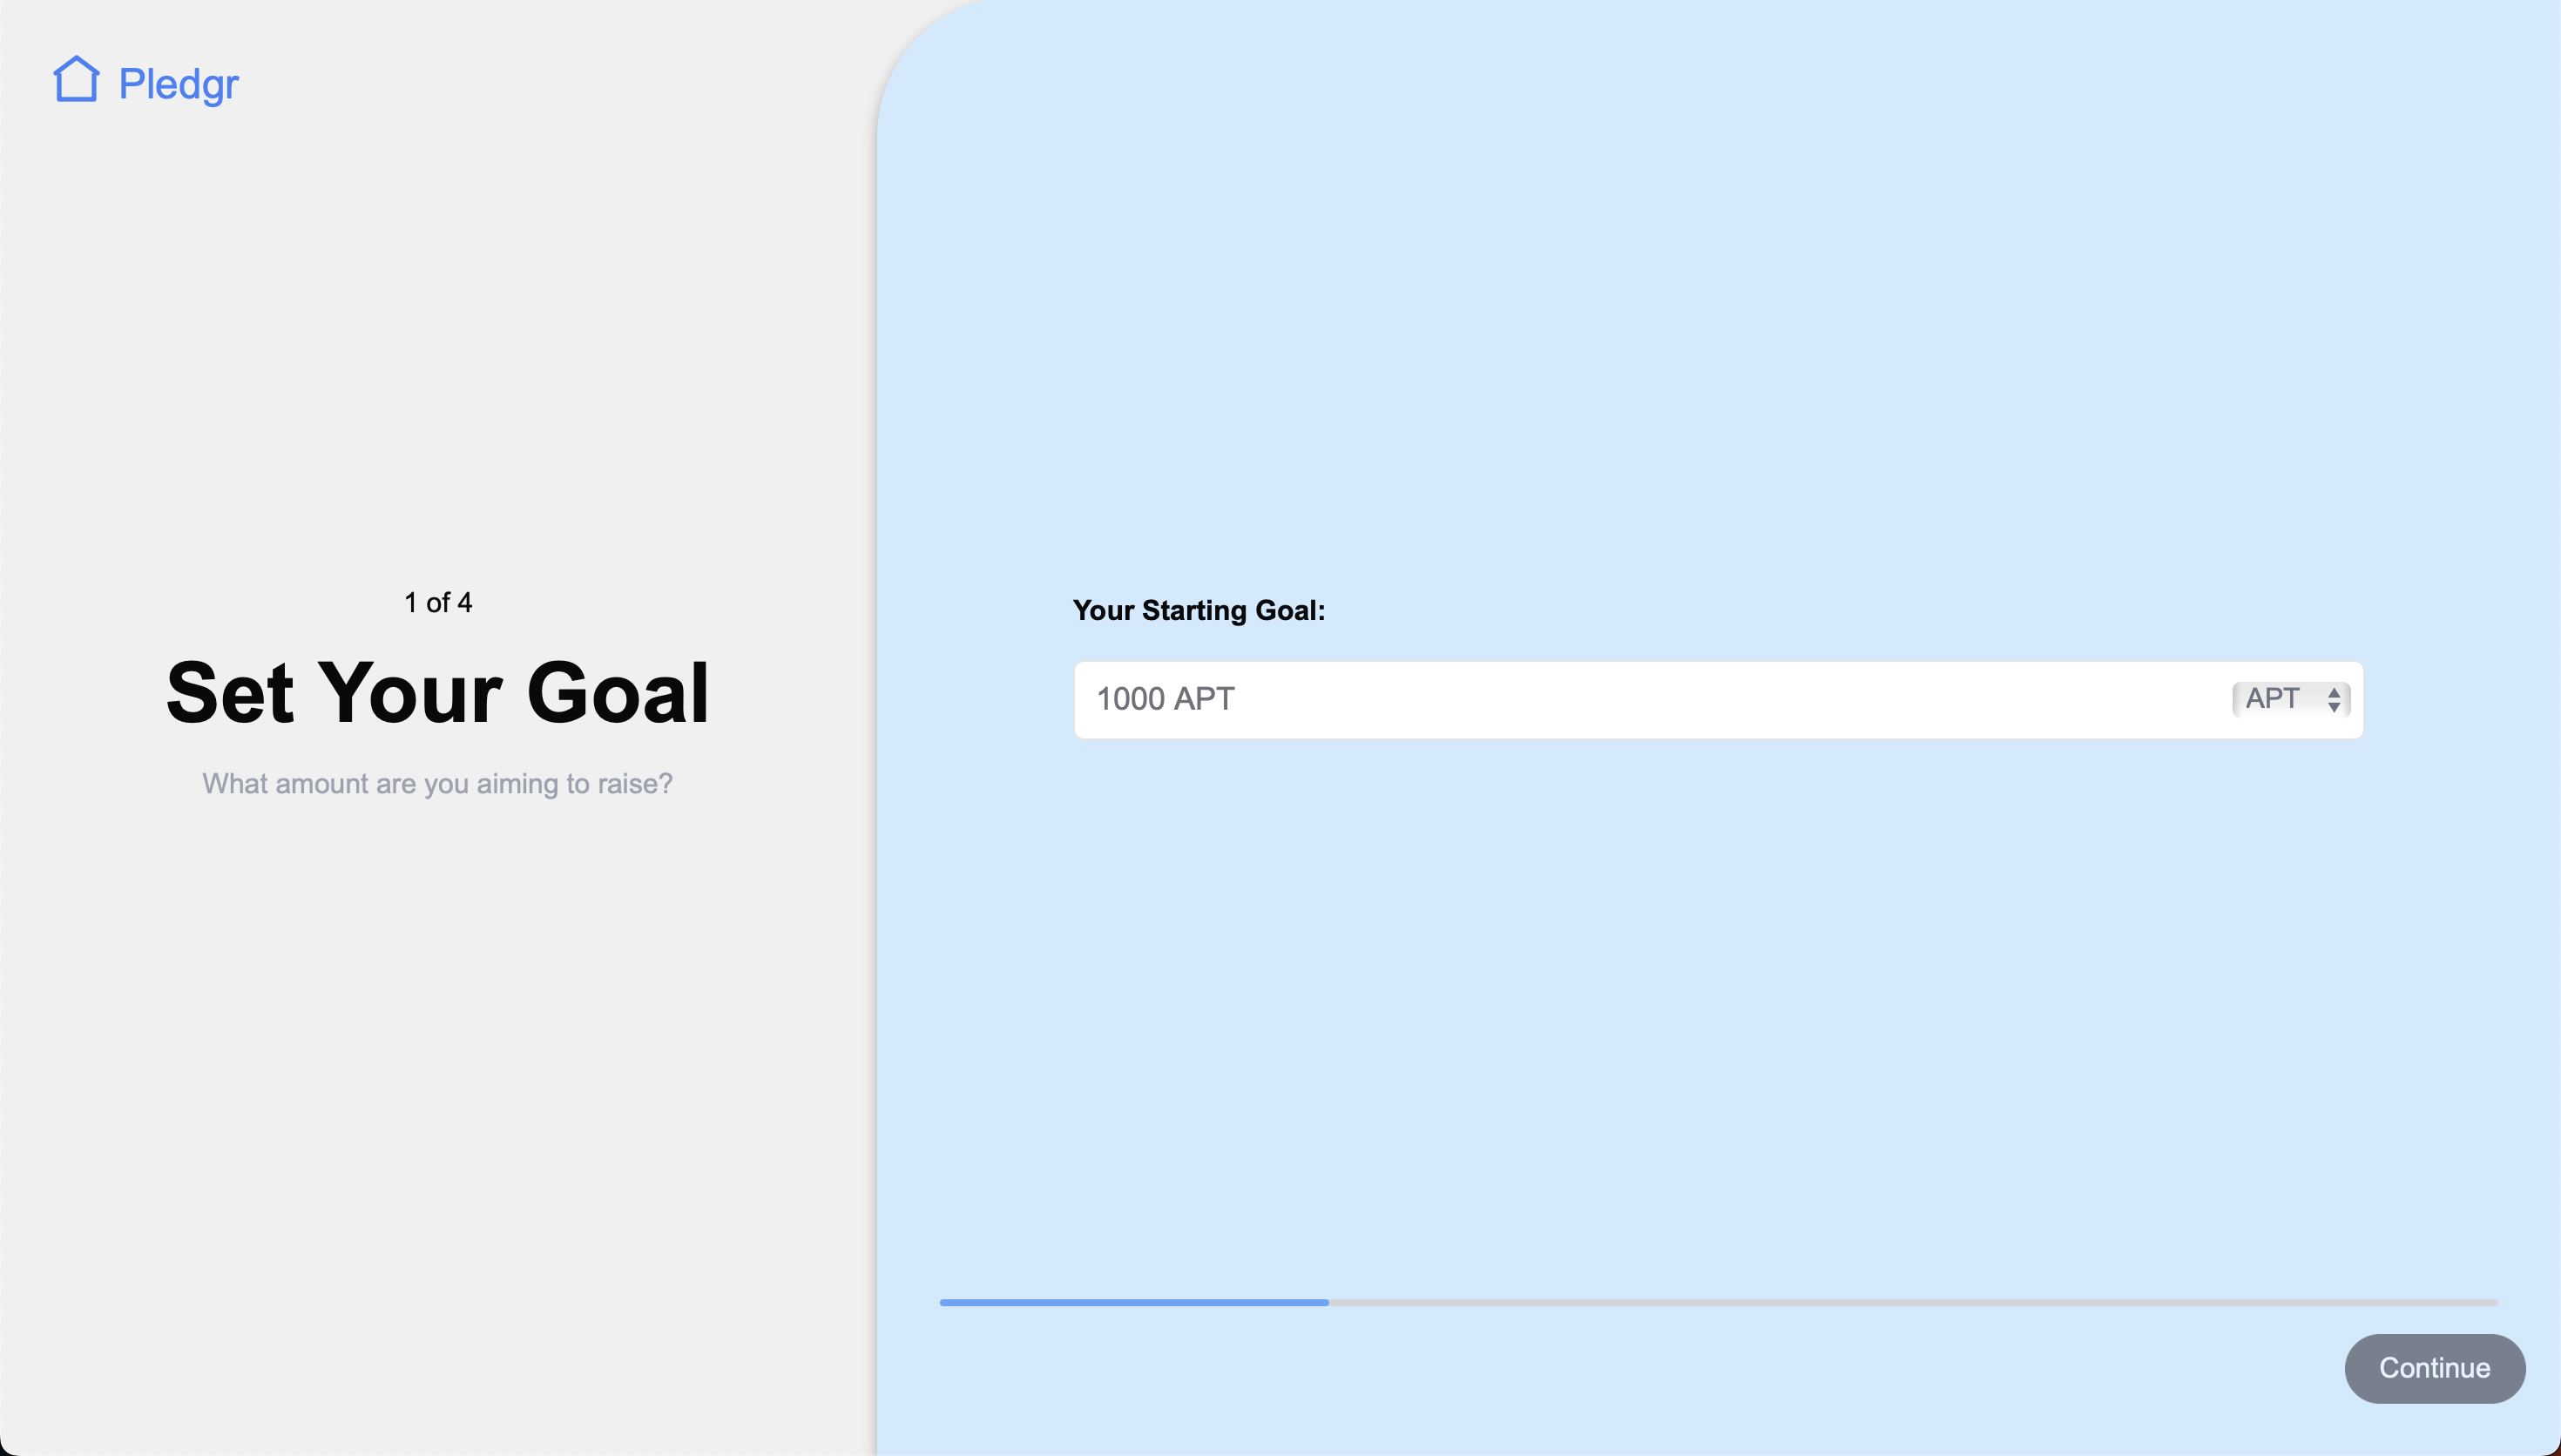 Pledgr
1 of 4
Set Your Goal
What amount are you aiming to raise?
Your Starting Goal:
1000 APT
APT
Continue